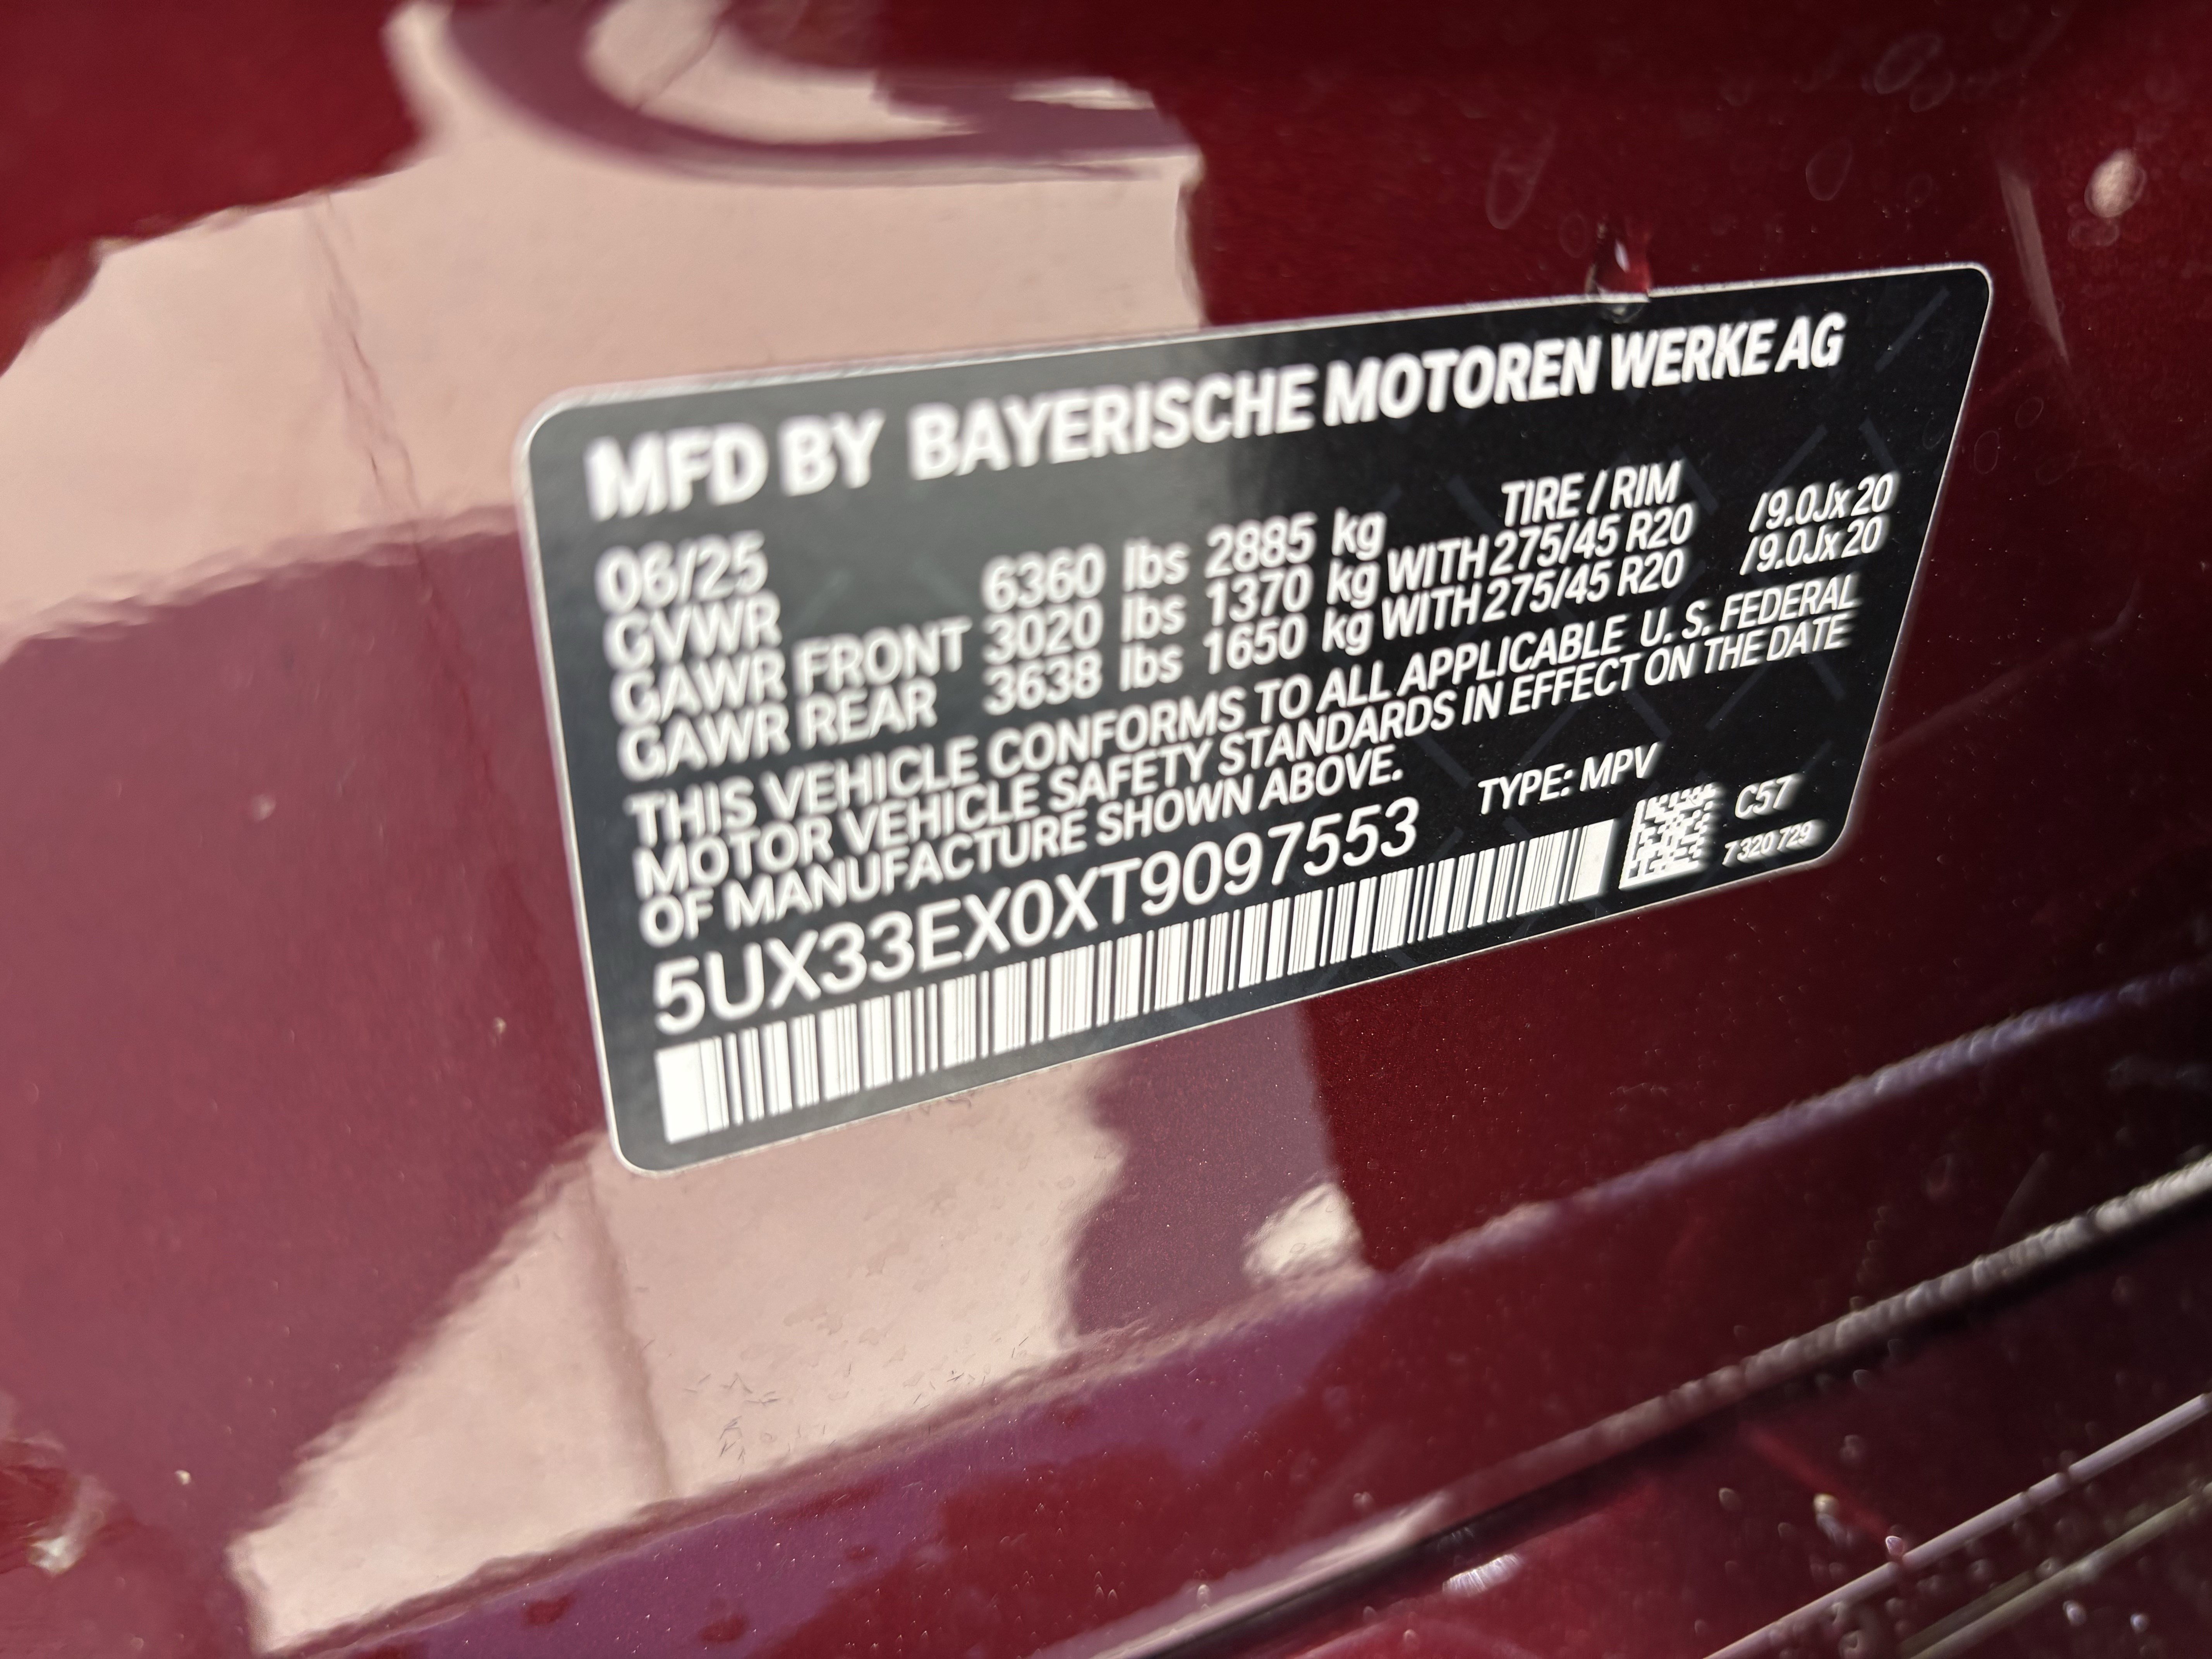 MFD BY BAYERISCHE MOTOREN WERKE AG
06/25 TIRE / RIM
GVWR 6360 lbs 2885 kg
GAWR FRONT 3020 lbs 1370 kg WITH 275/45 R20 /9.0Jx20
GAWR REAR 3638 lbs 1650 kg WITH 275/45 R20 /9.0Jx20
THIS VEHICLE CONFORMS TO ALL APPLICABLE U. S. FEDERAL
MOTOR VEHICLE SAFETY STANDARDS IN EFFECT ON THE DATE
OF MANUFACTURE SHOWN ABOVE.
5UX33EX0XT9097553 TYPE: MPV
C57
7 320 729